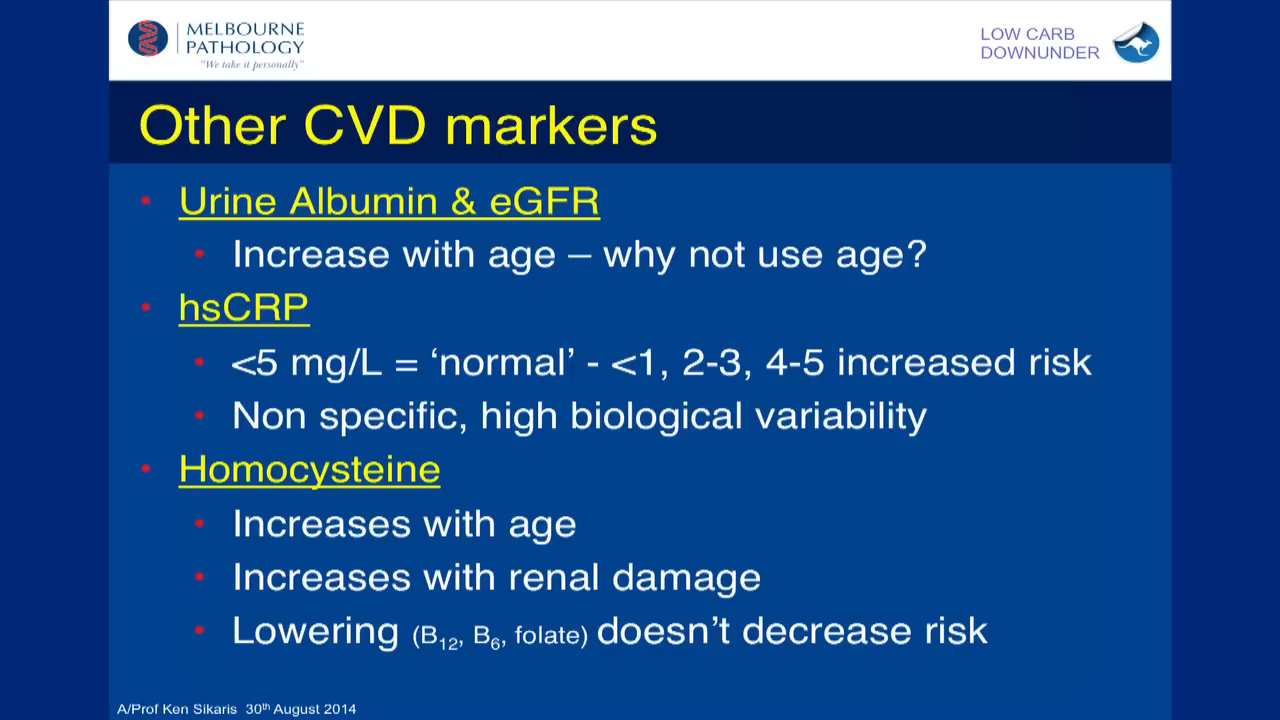 MELBOURNE
PATHOLOGY
"We take it personally"
LOW CARB
DOWNUNDER
Other CVD markers
• Urine Albumin & eGFR
• Increase with age – why not use age?
• hsCRP
• <5 mg/L = ‘normal’ - <1, 2-3, 4-5 increased risk
• Non specific, high biological variability
• Homocysteine
• Increases with age
• Increases with renal damage
• Lowering (B12, B6, folate) doesn’t decrease risk
A/Prof Ken Sikaris 30th August 2014